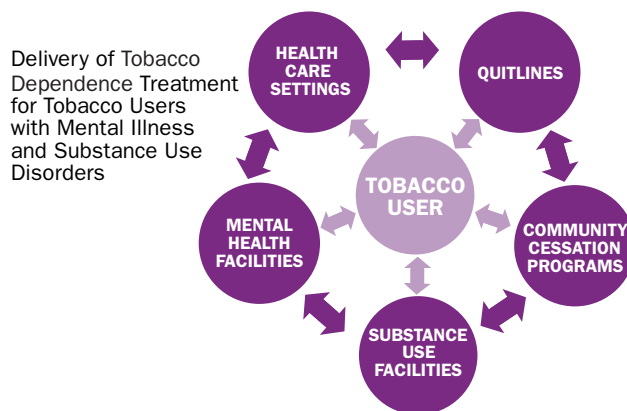 Delivery of Tobacco
Dependence Treatment
for Tobacco Users
with Mental Illness
and Substance Use
Disorders
HEALTH
CARE
SETTINGS
QUITLINES
TOBACCO
USER
MENTAL
HEALTH
FACILITIES
COMMUNITY
CESSATION
PROGRAMS
SUBSTANCE
USE
FACILITIES